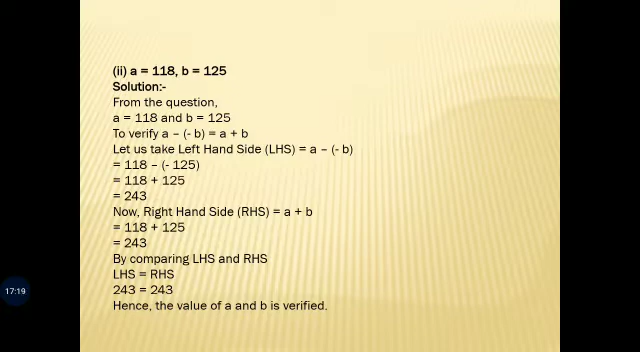 (ii) a = 118, b = 125
Solution:-
From the question,
a = 118 and b = 125
To verify a – (- b) = a + b
Let us take Left Hand Side (LHS) = a – (- b)
= 118 – (- 125)
= 118 + 125
= 243
Now, Right Hand Side (RHS) = a + b
= 118 + 125
= 243
By comparing LHS and RHS
LHS = RHS
243 = 243
Hence, the value of a and b is verified.
17:19